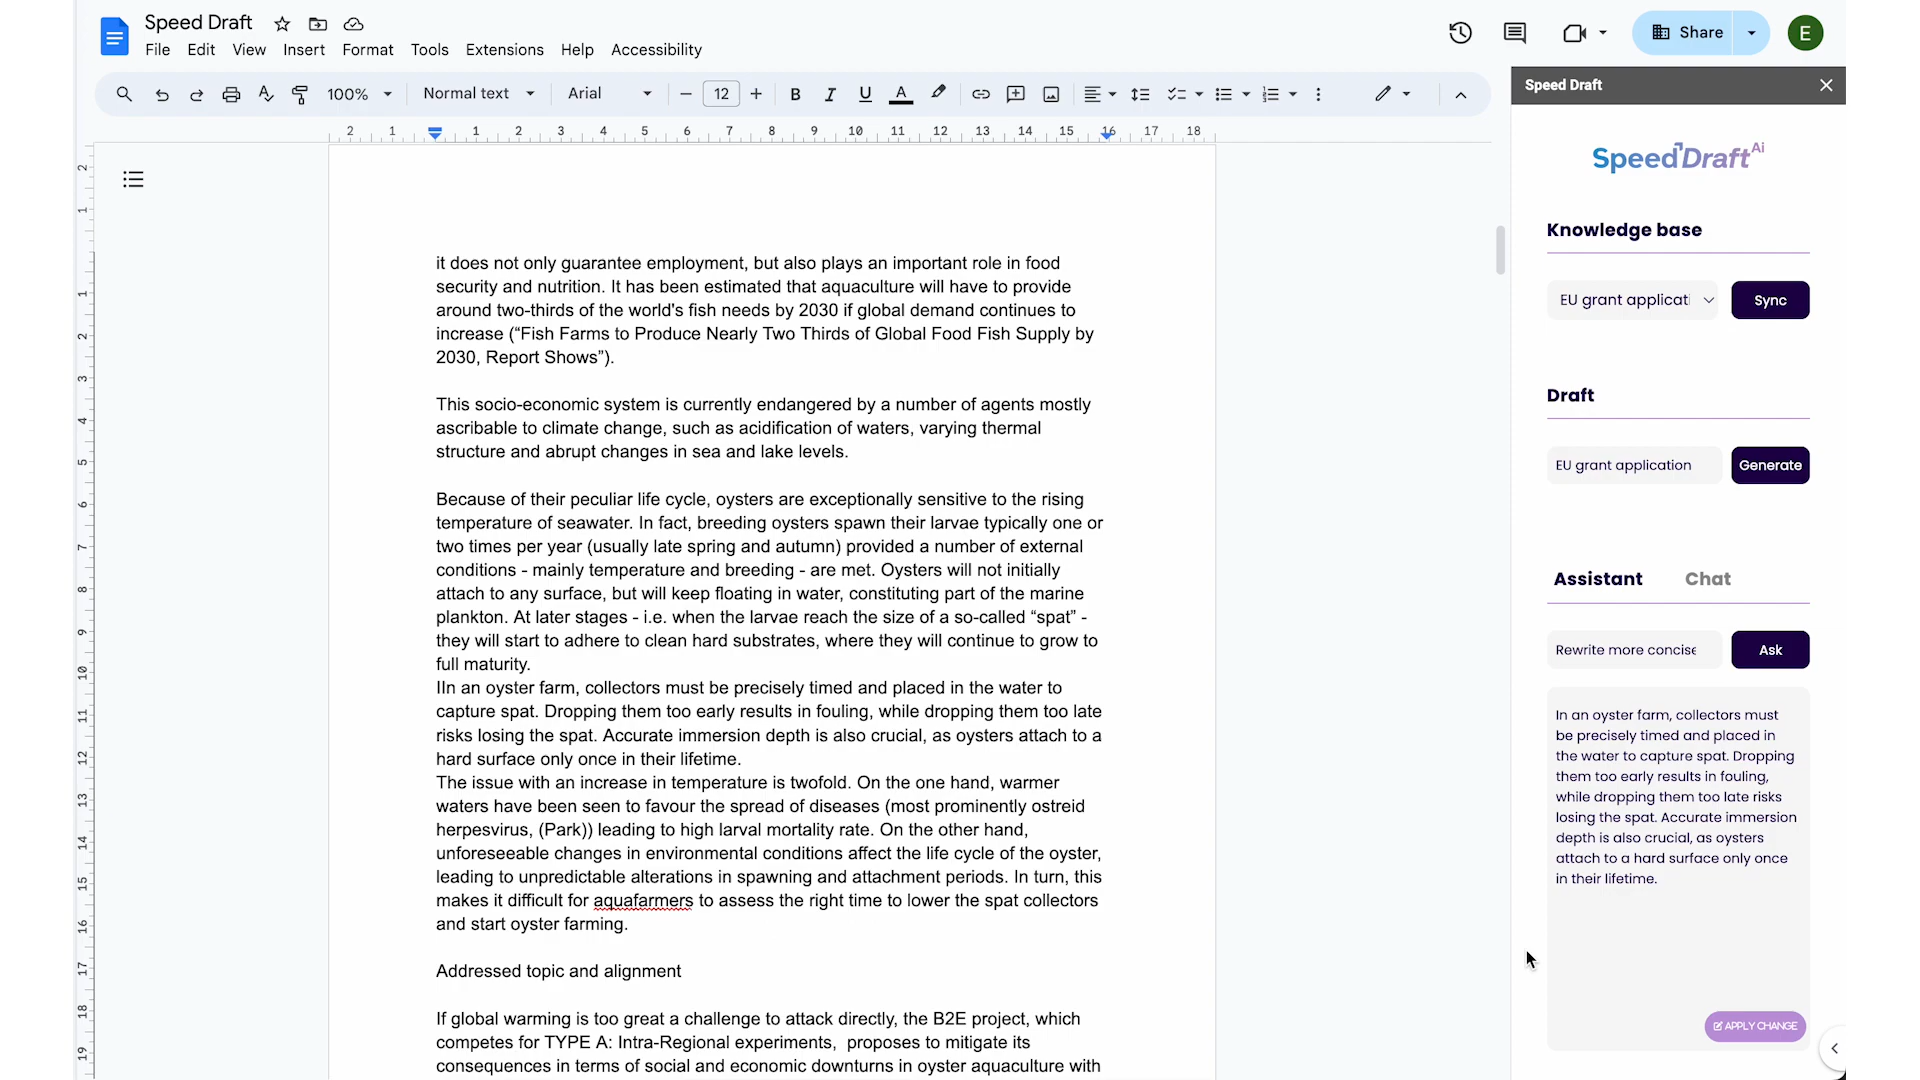 Speed Draft
File Edit View Insert Format Tools Extensions Help Accessibility
Share
E
100% Normal text Arial 12 B I U A
2 1 1 2 3 4 5 6 7 8 9 10 11 12 13 14 15 16 17 18
2
1
1
2
3
4
5
6
7
8
9
10
11
12
13
14
15
16
17
18
19
it does not only guarantee employment, but also plays an important role in food
security and nutrition. It has been estimated that aquaculture will have to provide
around two-thirds of the world's fish needs by 2030 if global demand continues to
increase (“Fish Farms to Produce Nearly Two Thirds of Global Food Fish Supply by
2030, Report Shows”).
This socio-economic system is currently endangered by a number of agents mostly
ascribable to climate change, such as acidification of waters, varying thermal
structure and abrupt changes in sea and lake levels.
Because of their peculiar life cycle, oysters are exceptionally sensitive to the rising
temperature of seawater. In fact, breeding oysters spawn their larvae typically one or
two times per year (usually late spring and autumn) provided a number of external
conditions - mainly temperature and breeding - are met. Oysters will not initially
attach to any surface, but will keep floating in water, constituting part of the marine
plankton. At later stages - i.e. when the larvae reach the size of a so-called “spat” -
they will start to adhere to clean hard substrates, where they will continue to grow to
full maturity.
IIn an oyster farm, collectors must be precisely timed and placed in the water to
capture spat. Dropping them too early results in fouling, while dropping them too late
risks losing the spat. Accurate immersion depth is also crucial, as oysters attach to a
hard surface only once in their lifetime.
The issue with an increase in temperature is twofold. On the one hand, warmer
waters have been seen to favour the spread of diseases (most prominently ostreid
herpesvirus, (Park)) leading to high larval mortality rate. On the other hand,
unforeseeable changes in environmental conditions affect the life cycle of the oyster,
leading to unpredictable alterations in spawning and attachment periods. In turn, this
makes it difficult for aquafarmers to assess the right time to lower the spat collectors
and start oyster farming.
Addressed topic and alignment
If global warming is too great a challenge to attack directly, the B2E project, which
competes for TYPE A: Intra-Regional experiments,  proposes to mitigate its
consequences in terms of social and economic downturns in oyster aquaculture with
Speed Draft
SpeedDraft Ai
Knowledge base
EU grant applicati Sync
Draft
EU grant application Generate
Assistant Chat
Rewrite more concise Ask
In an oyster farm, collectors must
be precisely timed and placed in
the water to capture spat. Dropping
them too early results in fouling,
while dropping them too late risks
losing the spat. Accurate immersion
depth is also crucial, as oysters
attach to a hard surface only once
in their lifetime.
APPLY CHANGE